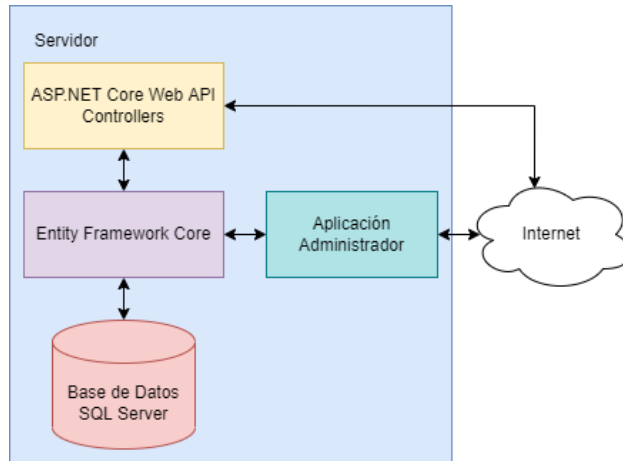 Servidor
ASP.NET Core Web API
Controllers
Entity Framework Core
Aplicación
Administrador
Internet
Base de Datos
SQL Server